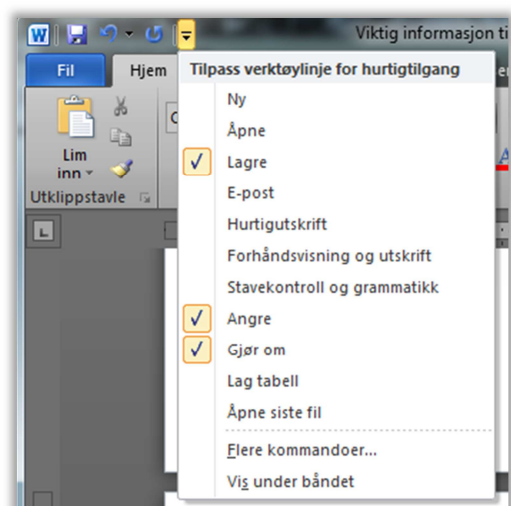 Viktig informasjon ti
Fil
Hjem
Tilpass verktøylinje for hurtigtilgang
Ny
Åpne
Lagre
E-post
Hurtigutskrift
Forhåndsvisning og utskrift
Stavekontroll og grammatikk
Angre
Gjør om
Lag tabell
Åpne siste fil
Flere kommandoer...
Vis under båndet
Lim
inn
Utklippstavle